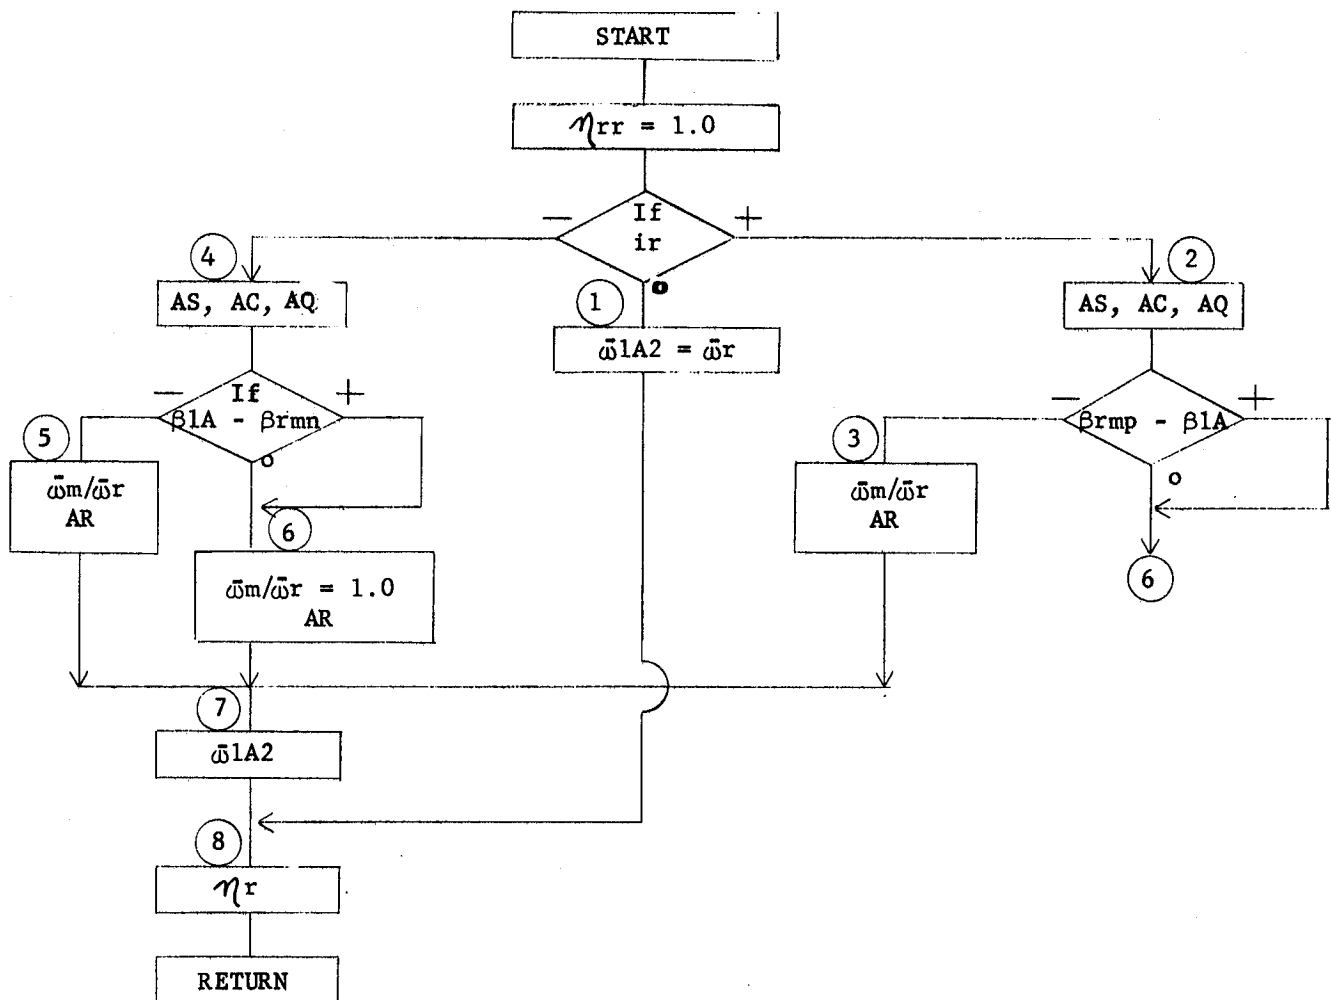 START
ηrr = 1.0
If
ir
—
+
o
4
AS, AC, AQ
1
ω̄1A2 = ω̄r
2
AS, AC, AQ
—
If
+
β1A - βrmn
o
—
+
βrmp - β1A
o
5
ω̄m/ω̄r
AR
3
ω̄m/ω̄r
AR
6
ω̄m/ω̄r = 1.0
AR
6
7
ω̄1A2
8
ηr
RETURN